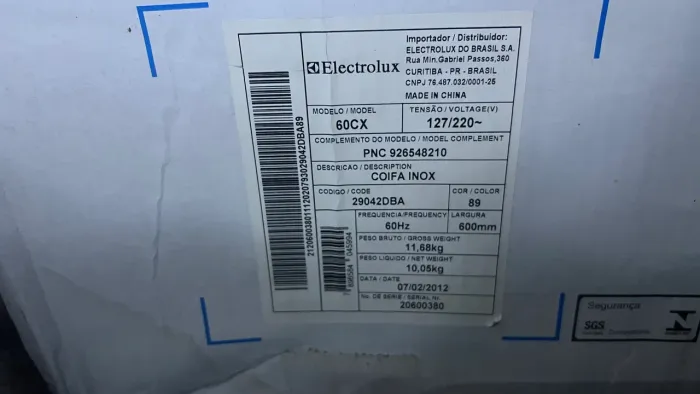 Electrolux
Importador / Distribuidor:
ELECTROLUX DO BRASIL S.A.
Rua Min.Gabriel Passos,360
CURITIBA - PR - BRASIL
CNPJ 76.487.032/0001-25
MADE IN CHINA
MODELO / MODEL
60CX
TENSÃO / VOLTAGE(V)
127/220~
COMPLEMENTO DO MODELO / MODEL COMPLEMENT
PNC 926548210
DESCRICAO / DESCRIPTION
COIFA INOX
CODIGO / CODE
29042DBA
COR / COLOR
89
FREQUENCIA/FREQUENCY
60Hz
LARGURA
600mm
PESO BRUTO / GROSS WEIGHT
11,68kg
PESO LIQUIDO / NET WEIGHT
10,05kg
DATA / DATE
07/02/2012
No. DE SERIE / SERIAL Nr.
20600380
Segurança
SGS